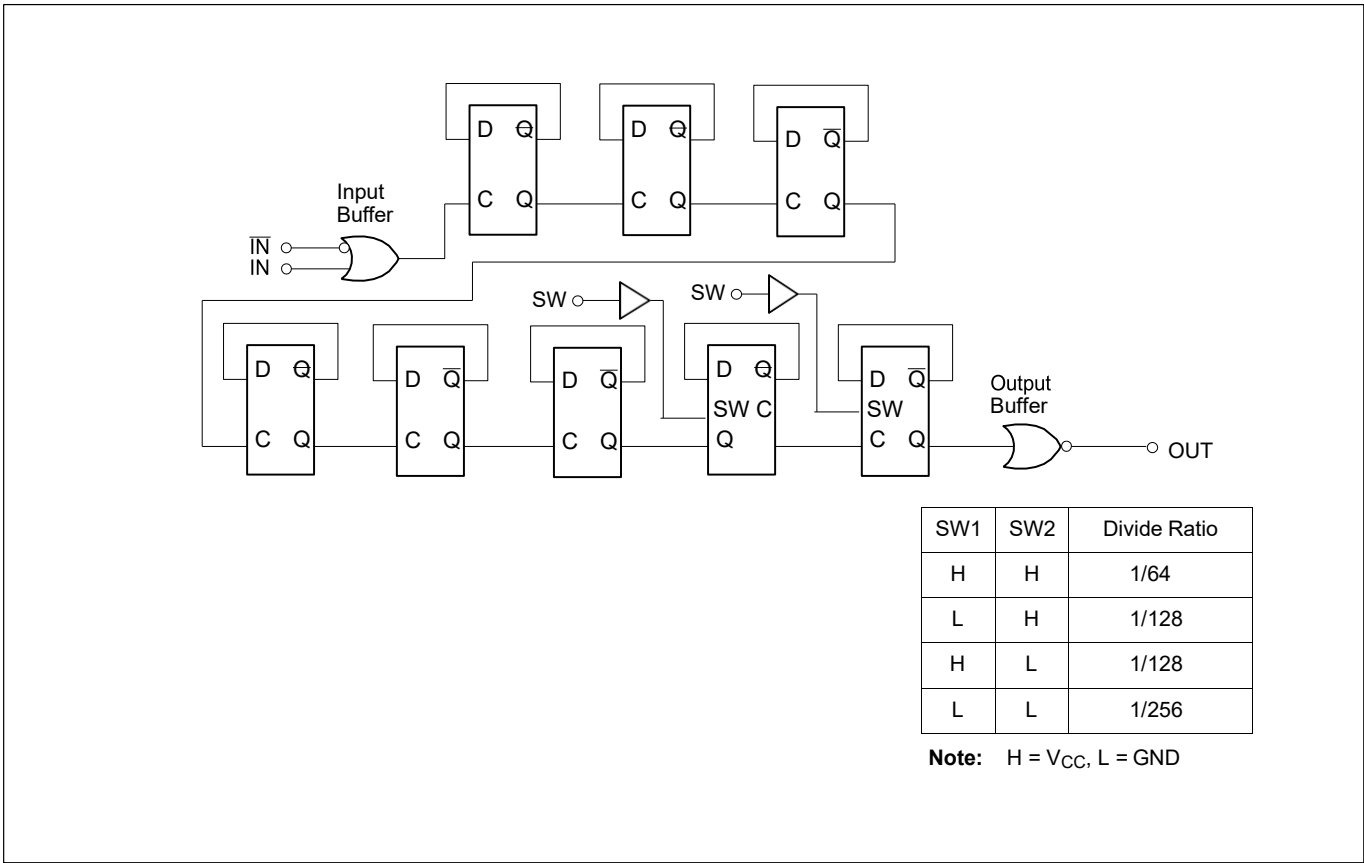 D Q̅
C Q
D Q̅
C Q
D Q̅
C Q
Input
Buffer
I̅N̅
IN
SW
SW
D Q̅
C Q
D Q̅
C Q
D Q̅
C Q
D Q̅
SW C
Q
D Q̅
SW
C Q
Output
Buffer
OUT
SW1 SW2 Divide Ratio
H H 1/64
L H 1/128
H L 1/128
L L 1/256
Note: H = VCC, L = GND